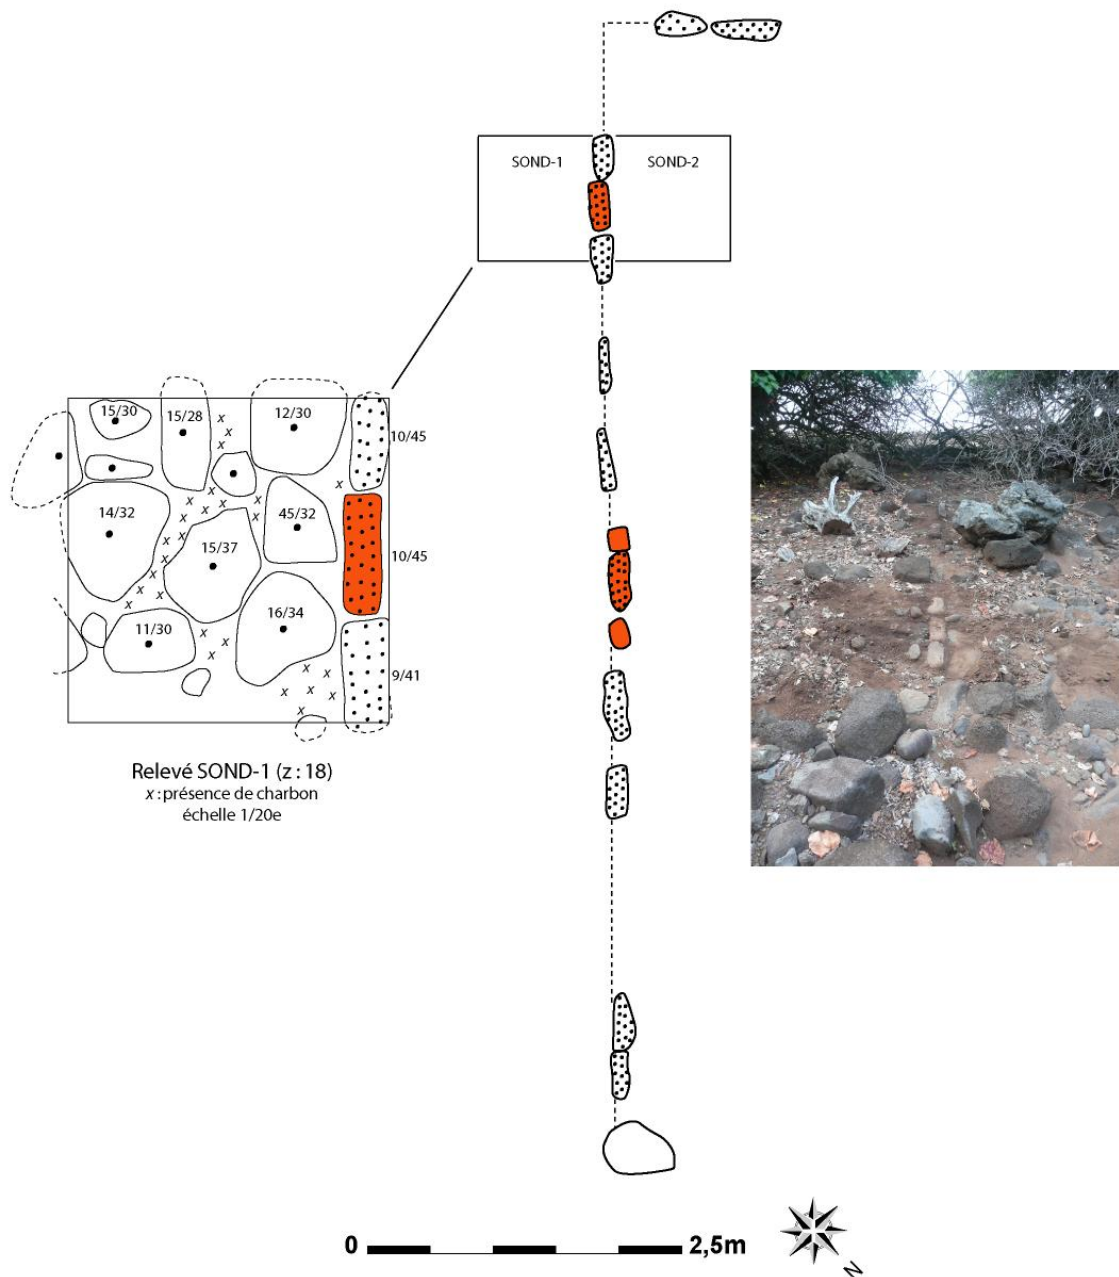 SOND-1 SOND-2
15/30 15/28 12/30
10/45
14/32 45/32
15/37
10/45
11/30 16/34
9/41
x x x x x x x x x x x x x x x x x x x x x x x x x x x x x x x x x x
Relevé SOND-1 (z : 18)
x : présence de charbon
échelle 1/20e
0 2,5m
N